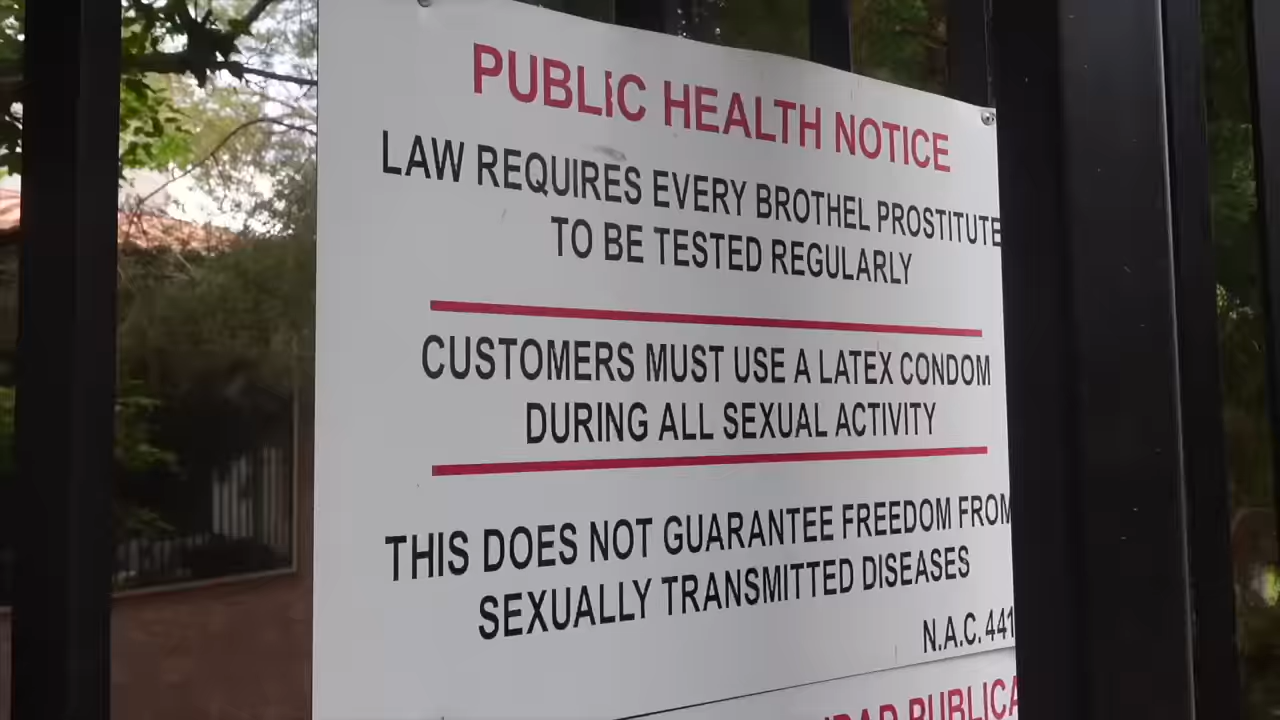 PUBLIC HEALTH NOTICE
LAW REQUIRES EVERY BROTHEL PROSTITUTE
TO BE TESTED REGULARLY
CUSTOMERS MUST USE A LATEX CONDOM
DURING ALL SEXUAL ACTIVITY
THIS DOES NOT GUARANTEE FREEDOM FROM
SEXUALLY TRANSMITTED DISEASES
N.A.C. 441